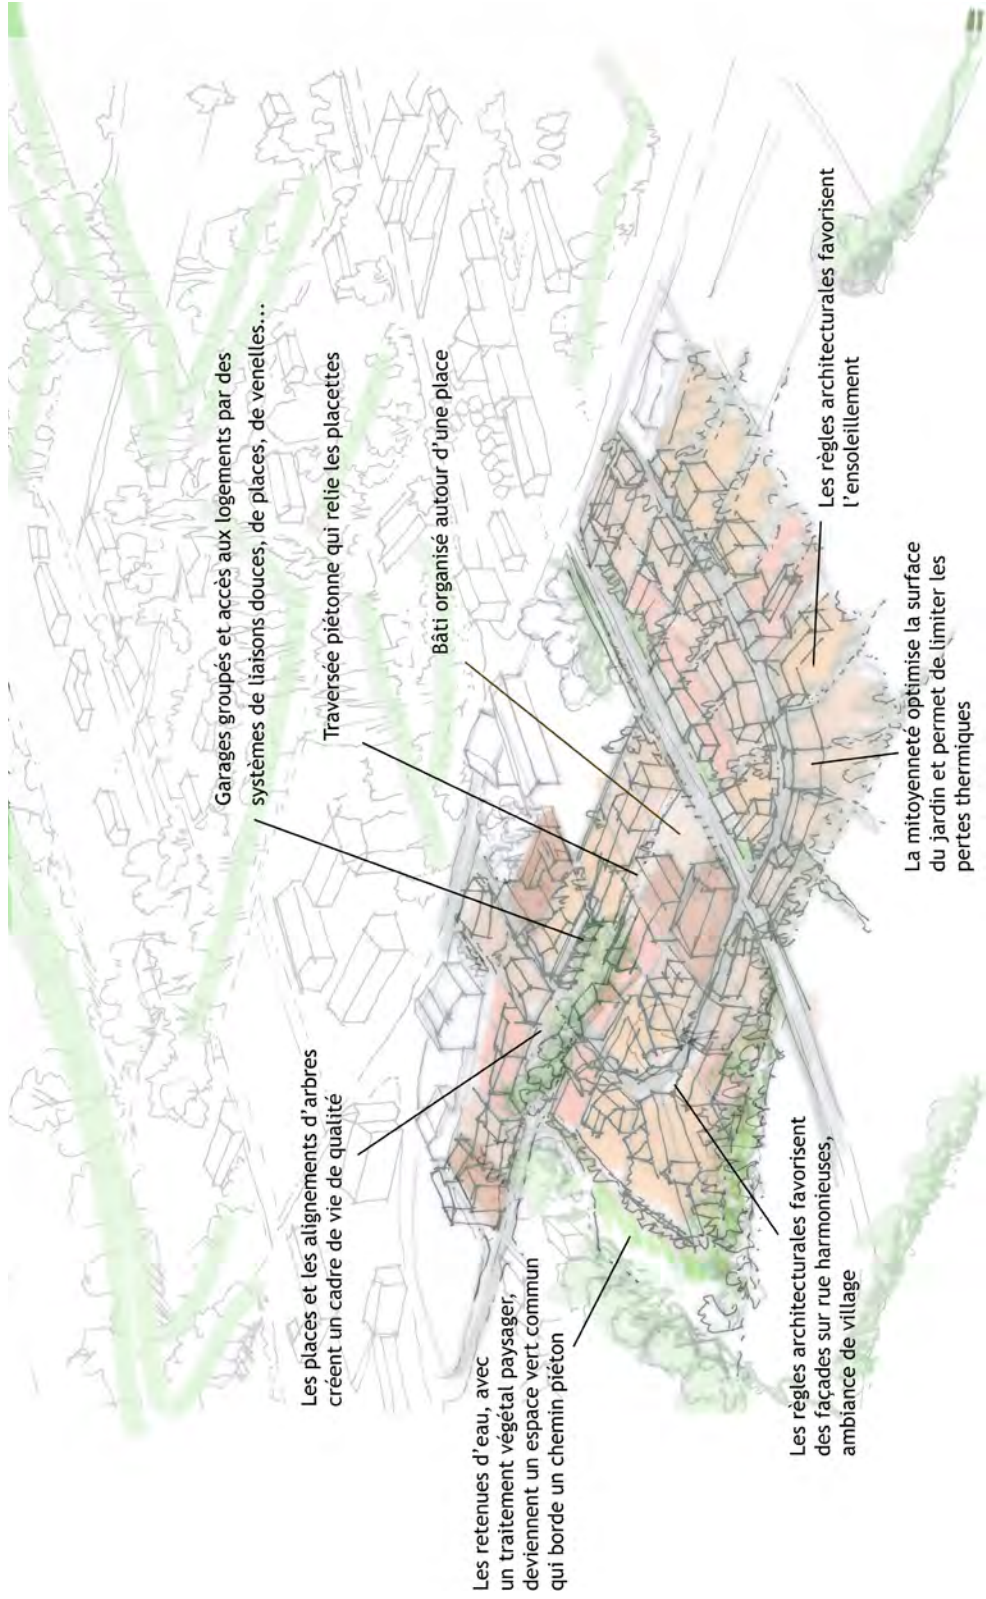 Garages groupés et accès aux logements par des
systèmes de liaisons douces, de places, de venelles...
Traversée piétonne qui relie les placettes
Bâti organisé autour d'une place
Les places et les alignements d'arbres
créent un cadre de vie de qualité
Les retenues d'eau, avec
un traitement végétal paysager,
deviennent un espace vert commun
qui borde un chemin piéton
Les règles architecturales favorisent
des façades sur rue harmonieuses,
ambiance de village
Les règles architecturales favorisent
l'ensoleillement
La mitoyenneté optimise la surface
du jardin et permet de limiter les
pertes thermiques